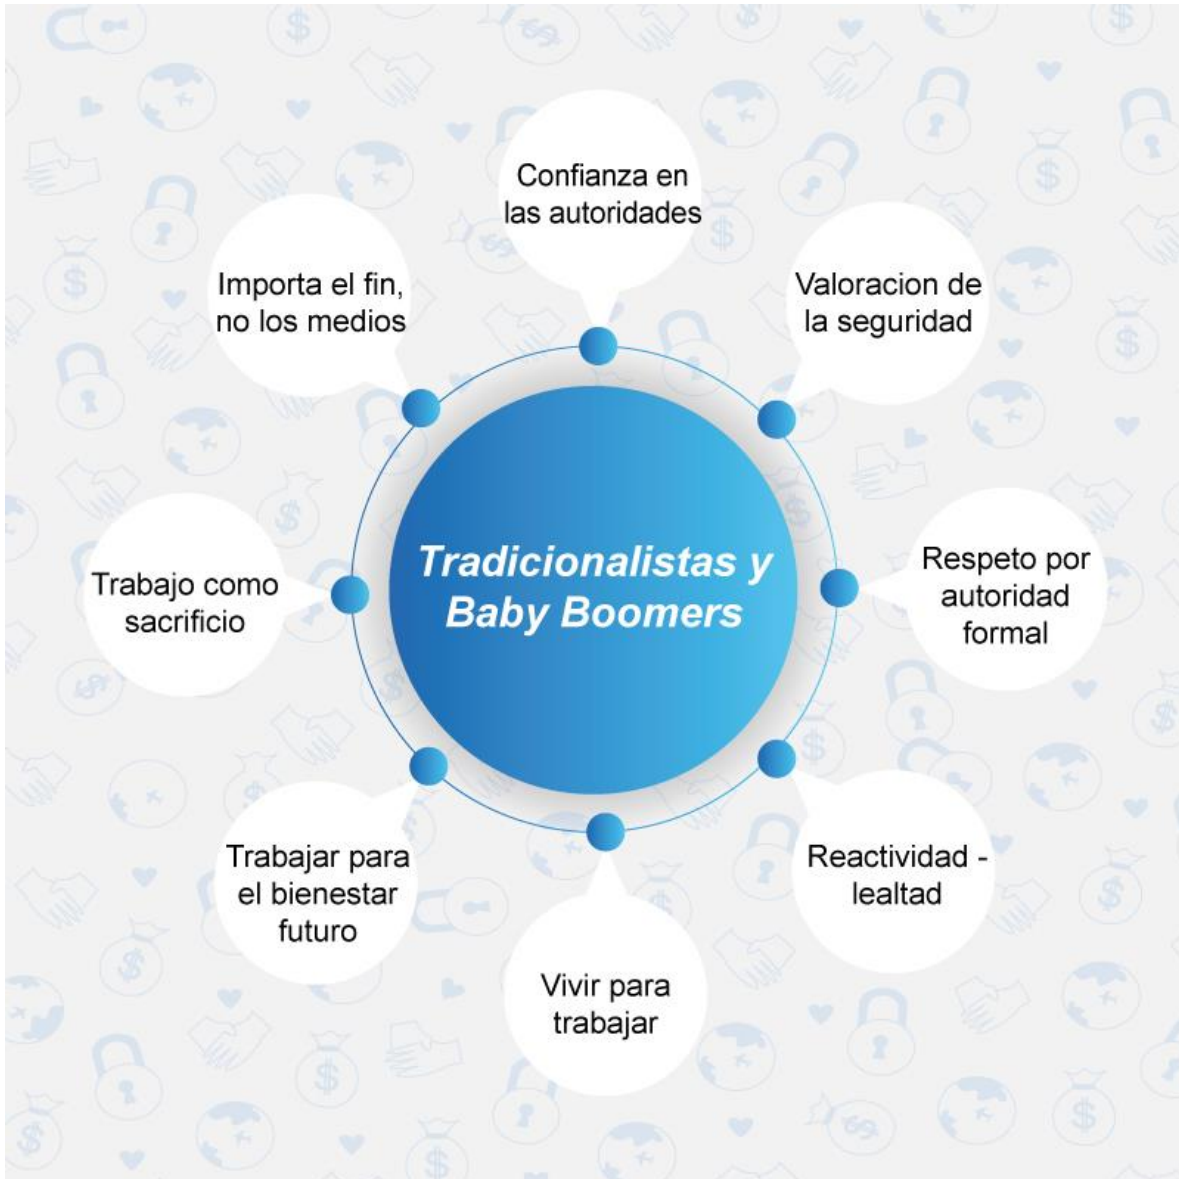 Confianza en
las autoridades
Valoracion de
la seguridad
Respeto por
autoridad
formal
Reactividad -
lealtad
Vivir para
trabajar
Trabajar para
el bienestar
futuro
Trabajo como
sacrificio
Importa el fin,
no los medios
Tradicionalistas y
Baby Boomers